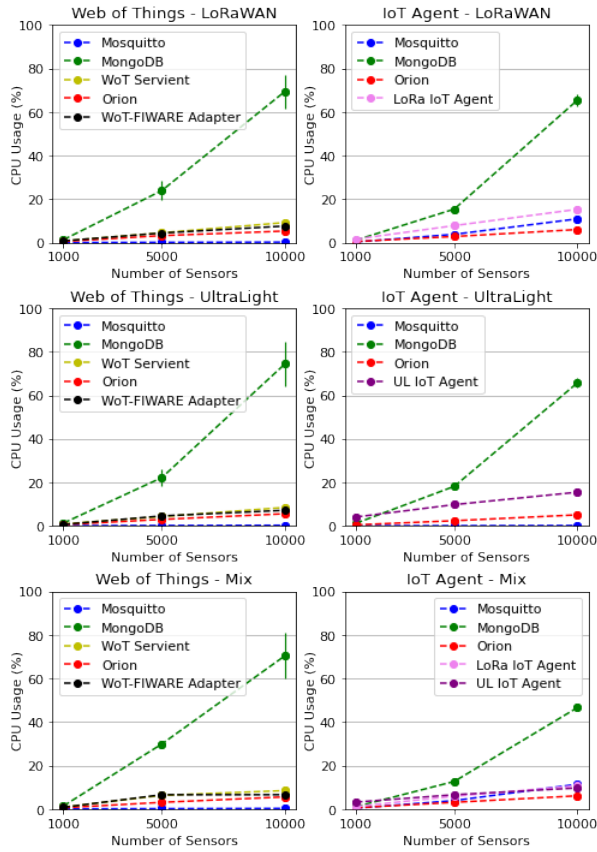 Web of Things - LoRaWAN
CPU Usage (%)
100
80
60
40
20
0
Mosquitto
MongoDB
WoT Servient
Orion
WoT-FIWARE Adapter
1000 5000 10000
Number of Sensors
IoT Agent - LoRaWAN
CPU Usage (%)
100
80
60
40
20
0
Mosquitto
MongoDB
Orion
LoRa IoT Agent
1000 5000 10000
Number of Sensors
Web of Things - UltraLight
CPU Usage (%)
100
80
60
40
20
0
Mosquitto
MongoDB
WoT Servient
Orion
WoT-FIWARE Adapter
1000 5000 10000
Number of Sensors
IoT Agent - UltraLight
CPU Usage (%)
100
80
60
40
20
0
Mosquitto
MongoDB
Orion
UL IoT Agent
1000 5000 10000
Number of Sensors
Web of Things - Mix
CPU Usage (%)
100
80
60
40
20
0
Mosquitto
MongoDB
WoT Servient
Orion
WoT-FIWARE Adapter
1000 5000 10000
Number of Sensors
IoT Agent - Mix
CPU Usage (%)
100
80
60
40
20
0
Mosquitto
MongoDB
Orion
LoRa IoT Agent
UL IoT Agent
1000 5000 10000
Number of Sensors